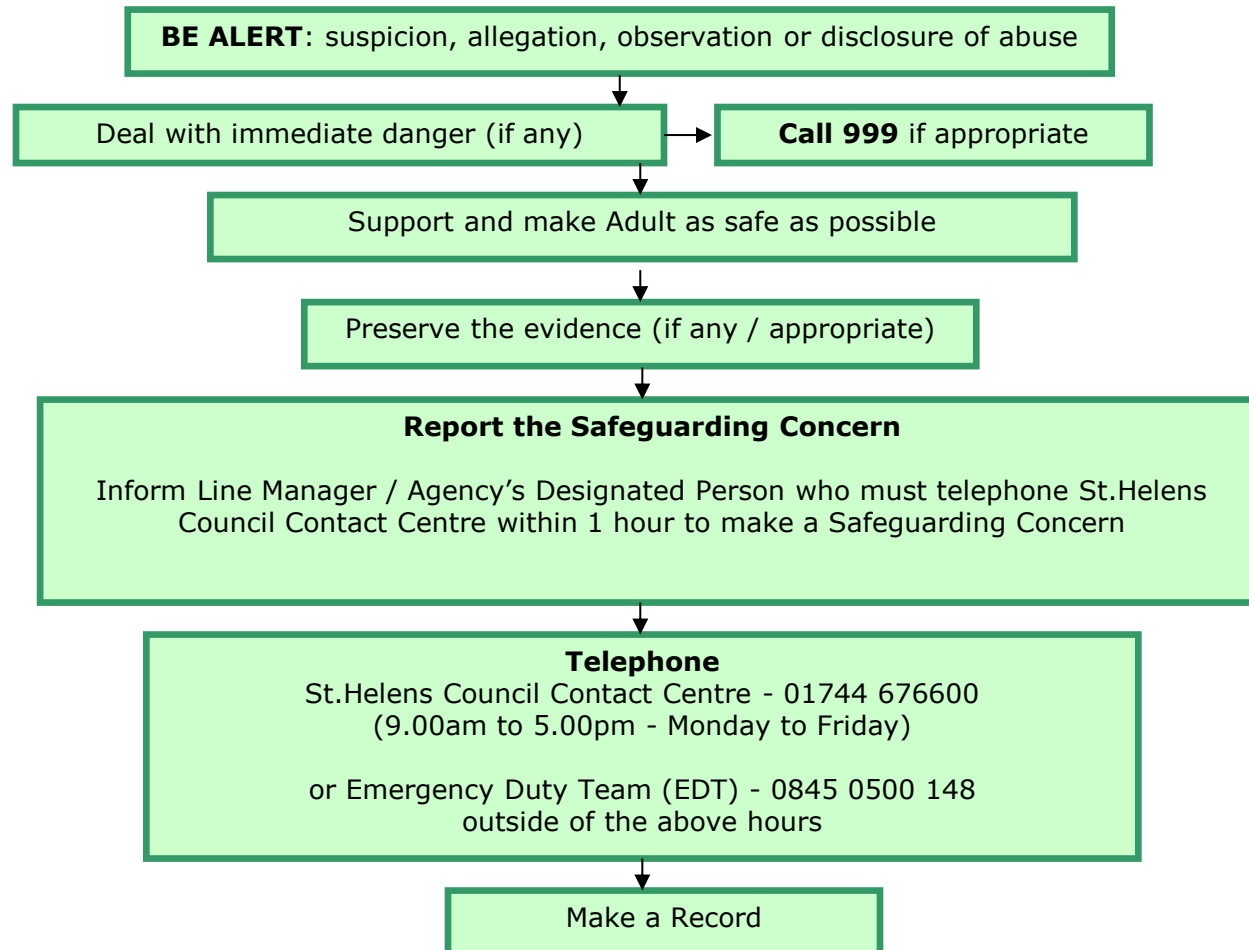 BE ALERT: suspicion, allegation, observation or disclosure of abuse
Deal with immediate danger (if any)
Call 999 if appropriate
Support and make Adult as safe as possible
Preserve the evidence (if any / appropriate)
Report the Safeguarding Concern
Inform Line Manager / Agency’s Designated Person who must telephone St.Helens
Council Contact Centre within 1 hour to make a Safeguarding Concern
Telephone
St.Helens Council Contact Centre - 01744 676600
(9.00am to 5.00pm - Monday to Friday)
or Emergency Duty Team (EDT) - 0845 0500 148
outside of the above hours
Make a Record